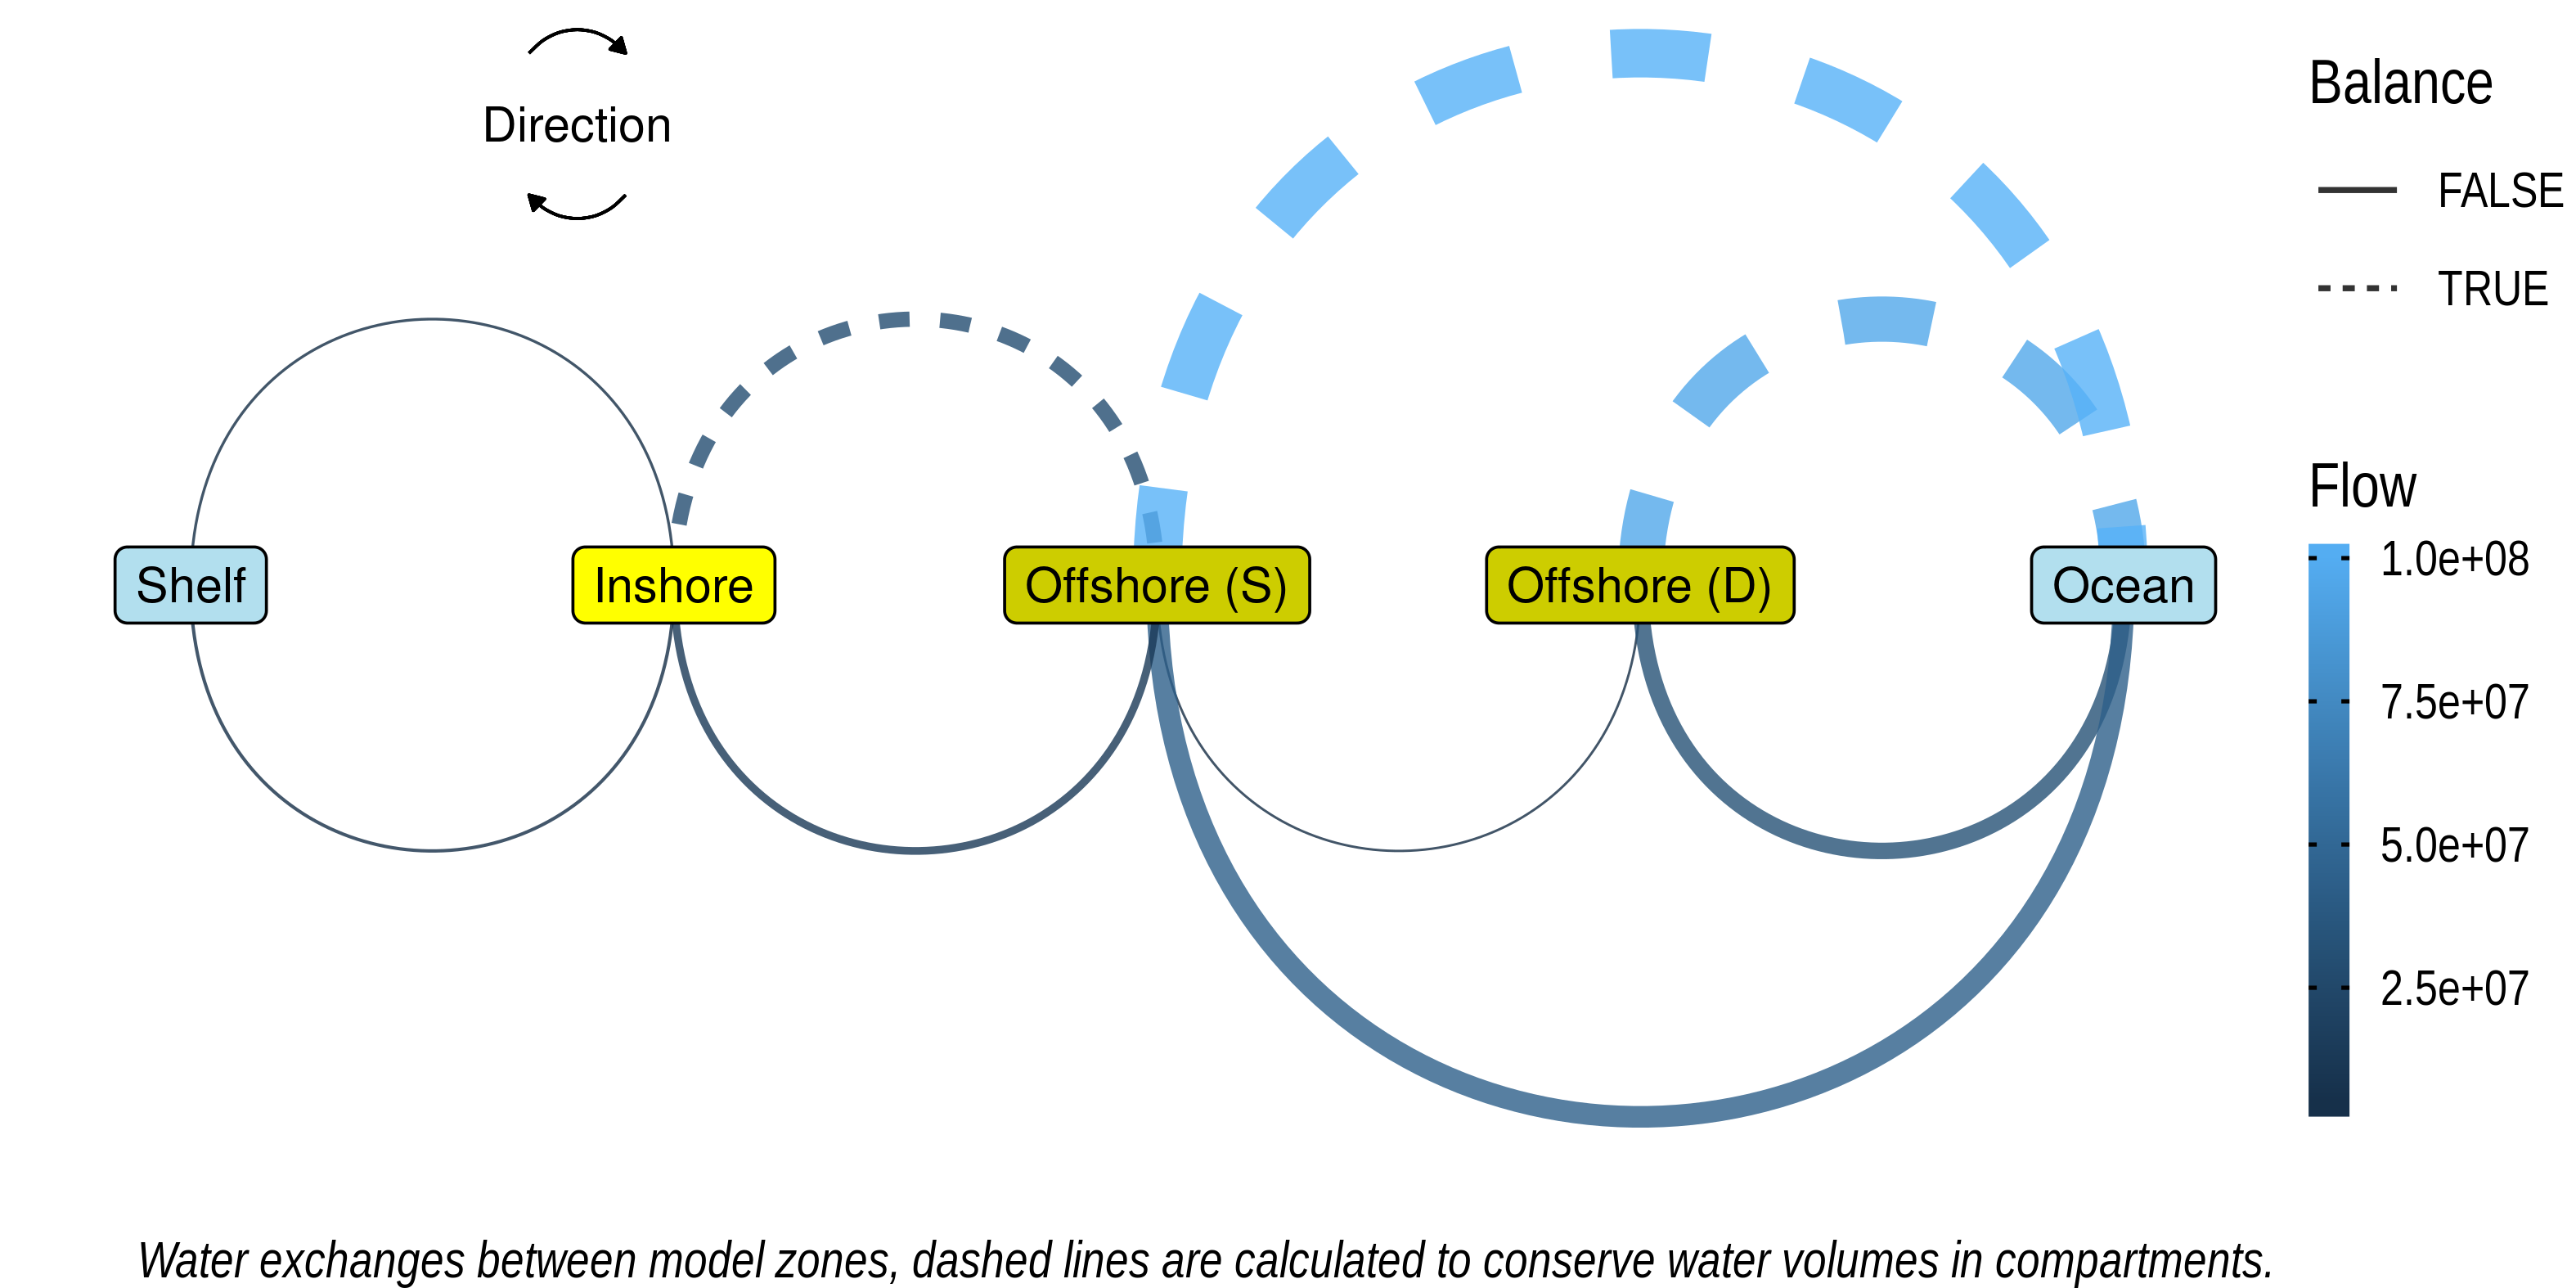 Direction
Shelf
Inshore
Offshore (S)
Offshore (D)
Ocean
Balance
FALSE
TRUE
Flow
1.0e+08
7.5e+07
5.0e+07
2.5e+07
Water exchanges between model zones, dashed lines are calculated to conserve water volumes in compartments.